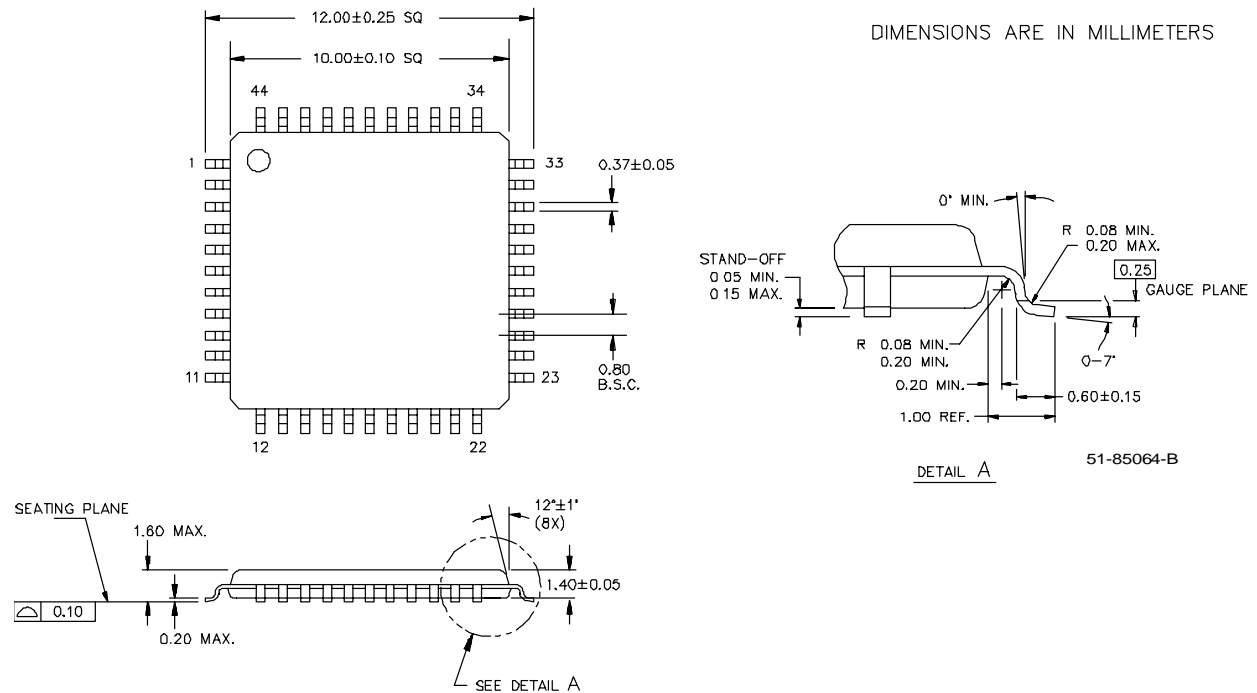 12.00±0.25 SQ
DIMENSIONS ARE IN MILLIMETERS
10.00±0.10 SQ
44
34
1
33
0.37±0.05
0.80
B.S.C.
11
23
12
22
0° MIN.
R 0.08 MIN.
0.20 MAX.
STAND-OFF
0.05 MIN.
0.15 MAX.
0.25
GAUGE PLANE
R 0.08 MIN.
0.20 MIN.
0-7°
0.20 MIN.
0.60±0.15
1.00 REF.
DETAIL A
51-85064-B
SEATING PLANE
1.60 MAX.
12°±1°
(8X)
1.40±0.05
0.10
0.20 MAX.
SEE DETAIL A